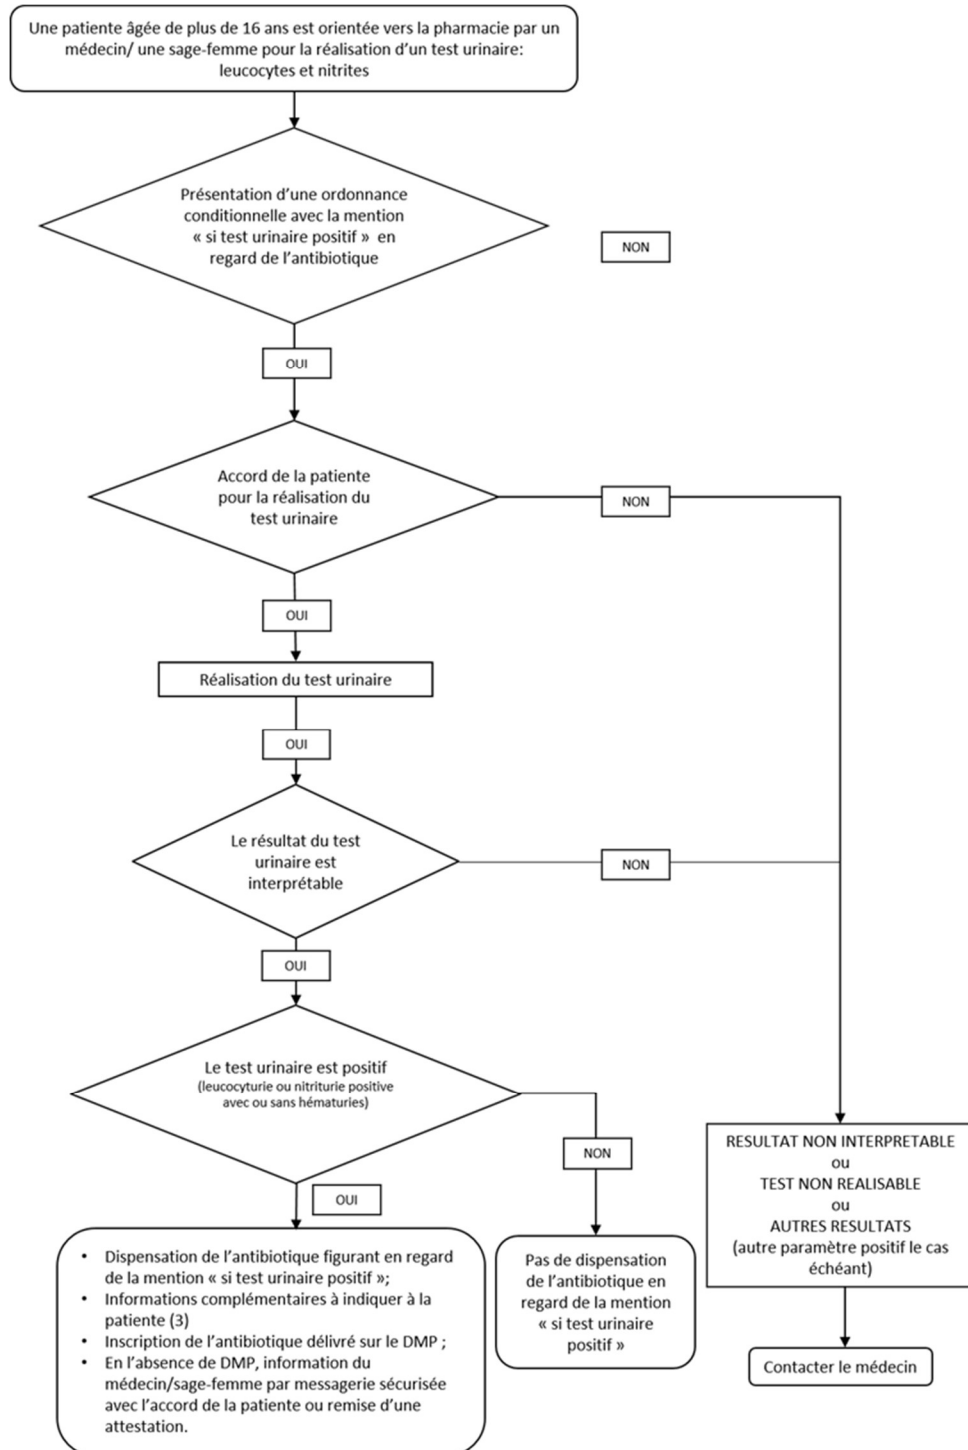 Une patiente âgée de plus de 16 ans est orientée vers la pharmacie par un
médecin/ une sage-femme pour la réalisation d’un test urinaire:
leucocytes et nitrites
Présentation d’une ordonnance
conditionnelle avec la mention
« si test urinaire positif » en
regard de l’antibiotique
NON
OUI
Accord de la patiente
pour la réalisation du
test urinaire
NON
OUI
Réalisation du test urinaire
OUI
Le résultat du test
urinaire est
interprétable
NON
OUI
Le test urinaire est positif
(leucocyturie ou nitriturie positive
avec ou sans hématuries)
NON
OUI
• Dispensation de l’antibiotique figurant en regard
de la mention « si test urinaire positif »;
• Informations complémentaires à indiquer à la
patiente (3)
• Inscription de l’antibiotique délivré sur le DMP ;
• En l’absence de DMP, information du
médecin/sage-femme par messagerie sécurisée
avec l’accord de la patiente ou remise d’une
attestation.
Pas de dispensation
de l’antibiotique en
regard de la mention
« si test urinaire
positif »
RESULTAT NON INTERPRETABLE
ou
TEST NON REALISABLE
ou
AUTRES RESULTATS
(autre paramètre positif le cas
échéant)
Contacter le médecin